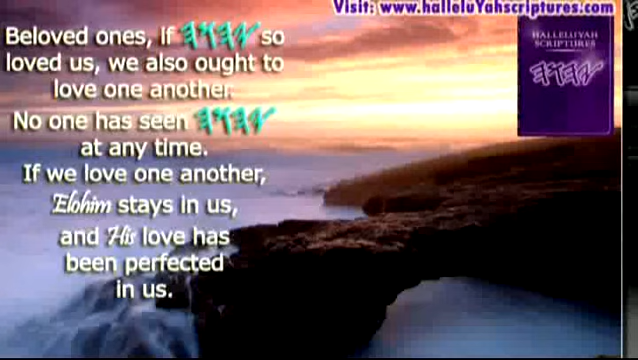 Visit: www.halleluYahscriptures.com
HALLELUYAH
SCRIPTURES
𐤉𐤄𐤅𐤄
Beloved ones, if 𐤉𐤄𐤅𐤄 so
loved us, we also ought to
love one another.
No one has seen 𐤉𐤄𐤅𐤄
at any time.
If we love one another,
Elohim stays in us,
and His love has
been perfected
in us.